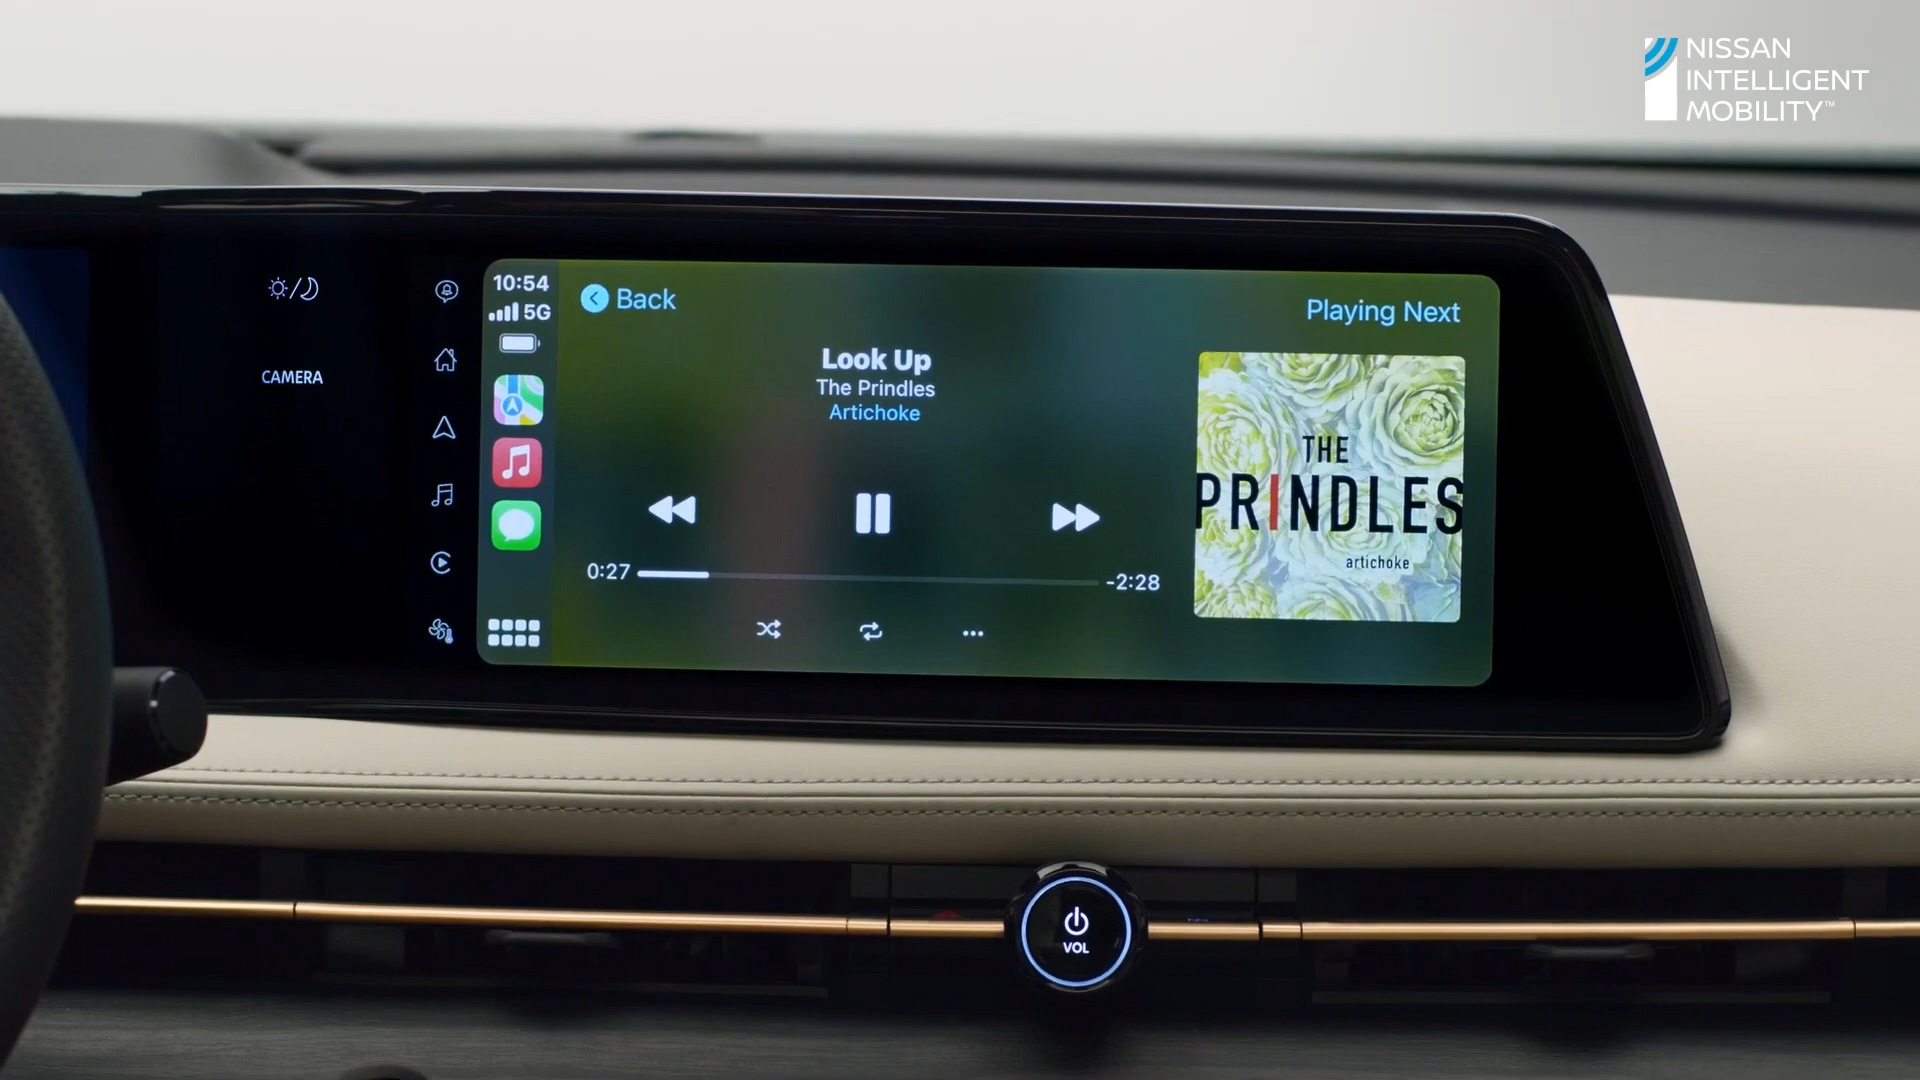 NISSAN
INTELLIGENT
MOBILITY™
CAMERA
10:54
5G
Back
Playing Next
Look Up
The Prindles
Artichoke
0:27
-2:28
THE
PRINDLES
artichoke
VOL